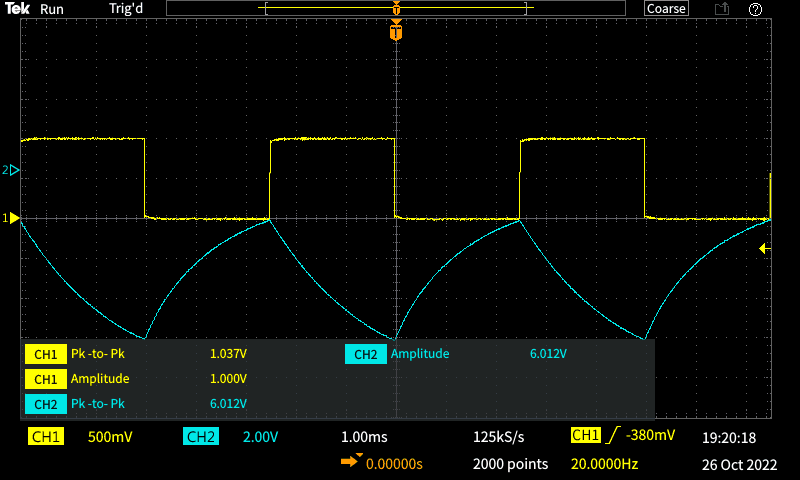 Tek Run Trig'd T Coarse ?
T
2
1
CH1 Pk -to- Pk 1.037V CH2 Amplitude 6.012V
CH1 Amplitude 1.000V
CH2 Pk -to- Pk 6.012V
CH1 500mV CH2 2.00V 1.00ms 125kS/s CH1 -380mV 19:20:18
0.00000s 2000 points 20.0000Hz 26 Oct 2022